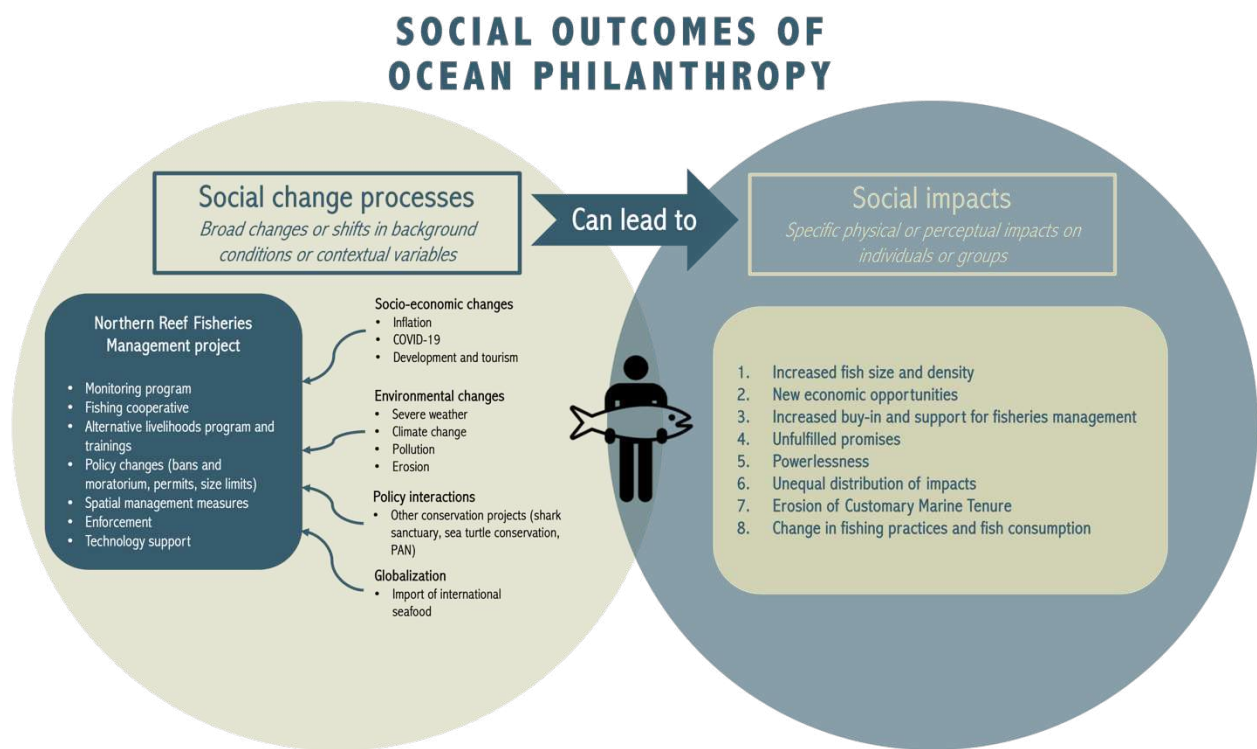 SOCIAL OUTCOMES OF
OCEAN PHILANTHROPY
Social change processes
Broad changes or shifts in background
conditions or contextual variables
Can lead to
Social impacts
Specific physical or perceptual impacts on
individuals or groups
Northern Reef Fisheries
Management project
• Monitoring program
• Fishing cooperative
• Alternative livelihoods program and
trainings
• Policy changes (bans and
moratorium, permits, size limits)
• Spatial management measures
• Enforcement
• Technology support
Socio-economic changes
• Inflation
• COVID-19
• Development and tourism
Environmental changes
• Severe weather
• Climate change
• Pollution
• Erosion
Policy interactions
• Other conservation projects (shark
sanctuary, sea turtle conservation,
PAN)
Globalization
• Import of international
seafood
1. Increased fish size and density
2. New economic opportunities
3. Increased buy-in and support for fisheries management
4. Unfulfilled promises
5. Powerlessness
6. Unequal distribution of impacts
7. Erosion of Customary Marine Tenure
8. Change in fishing practices and fish consumption